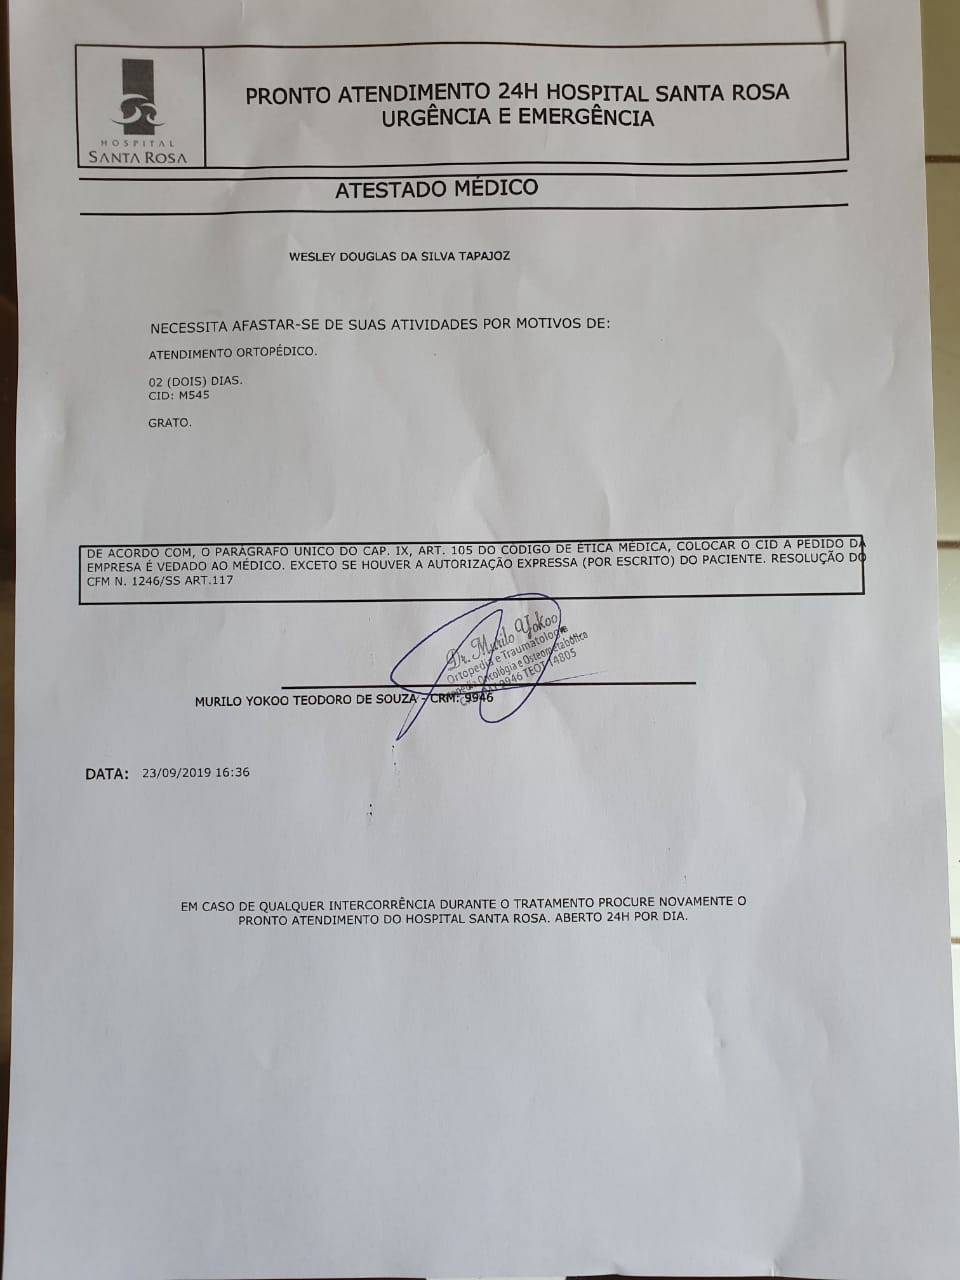 HOSPITAL
SANTA ROSA
PRONTO ATENDIMENTO 24H HOSPITAL SANTA ROSA
URGÊNCIA E EMERGÊNCIA
ATESTADO MÉDICO
WESLEY DOUGLAS DA SILVA TAPAJOZ
NECESSITA AFASTAR-SE DE SUAS ATIVIDADES POR MOTIVOS DE:
ATENDIMENTO ORTOPÉDICO.
02 (DOIS) DIAS.
CID: M545
GRATO.
DE ACORDO COM, O PARÁGRAFO UNICO DO CAP. IX, ART. 105 DO CÓDIGO DE ÉTICA MÉDICA, COLOCAR O CID A PEDIDO DA
EMPRESA É VEDADO AO MÉDICO. EXCETO SE HOUVER A AUTORIZAÇÃO EXPRESSA (POR ESCRITO) DO PACIENTE. RESOLUÇÃO DO
CFM N. 1246/SS ART.117
Dr. Murilo Yokoo
Ortopedia e Traumatologia
Oncológia e Osteometabólica
9946 TEOT 14805
MURILO YOKOO TEODORO DE SOUZA - CRM: 9946
DATA: 23/09/2019 16:36
EM CASO DE QUALQUER INTERCORRÊNCIA DURANTE O TRATAMENTO PROCURE NOVAMENTE O
PRONTO ATENDIMENTO DO HOSPITAL SANTA ROSA. ABERTO 24H POR DIA.